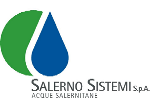 SALERNO SISTEMI S.p.A.
ACQUE SALERNITANE